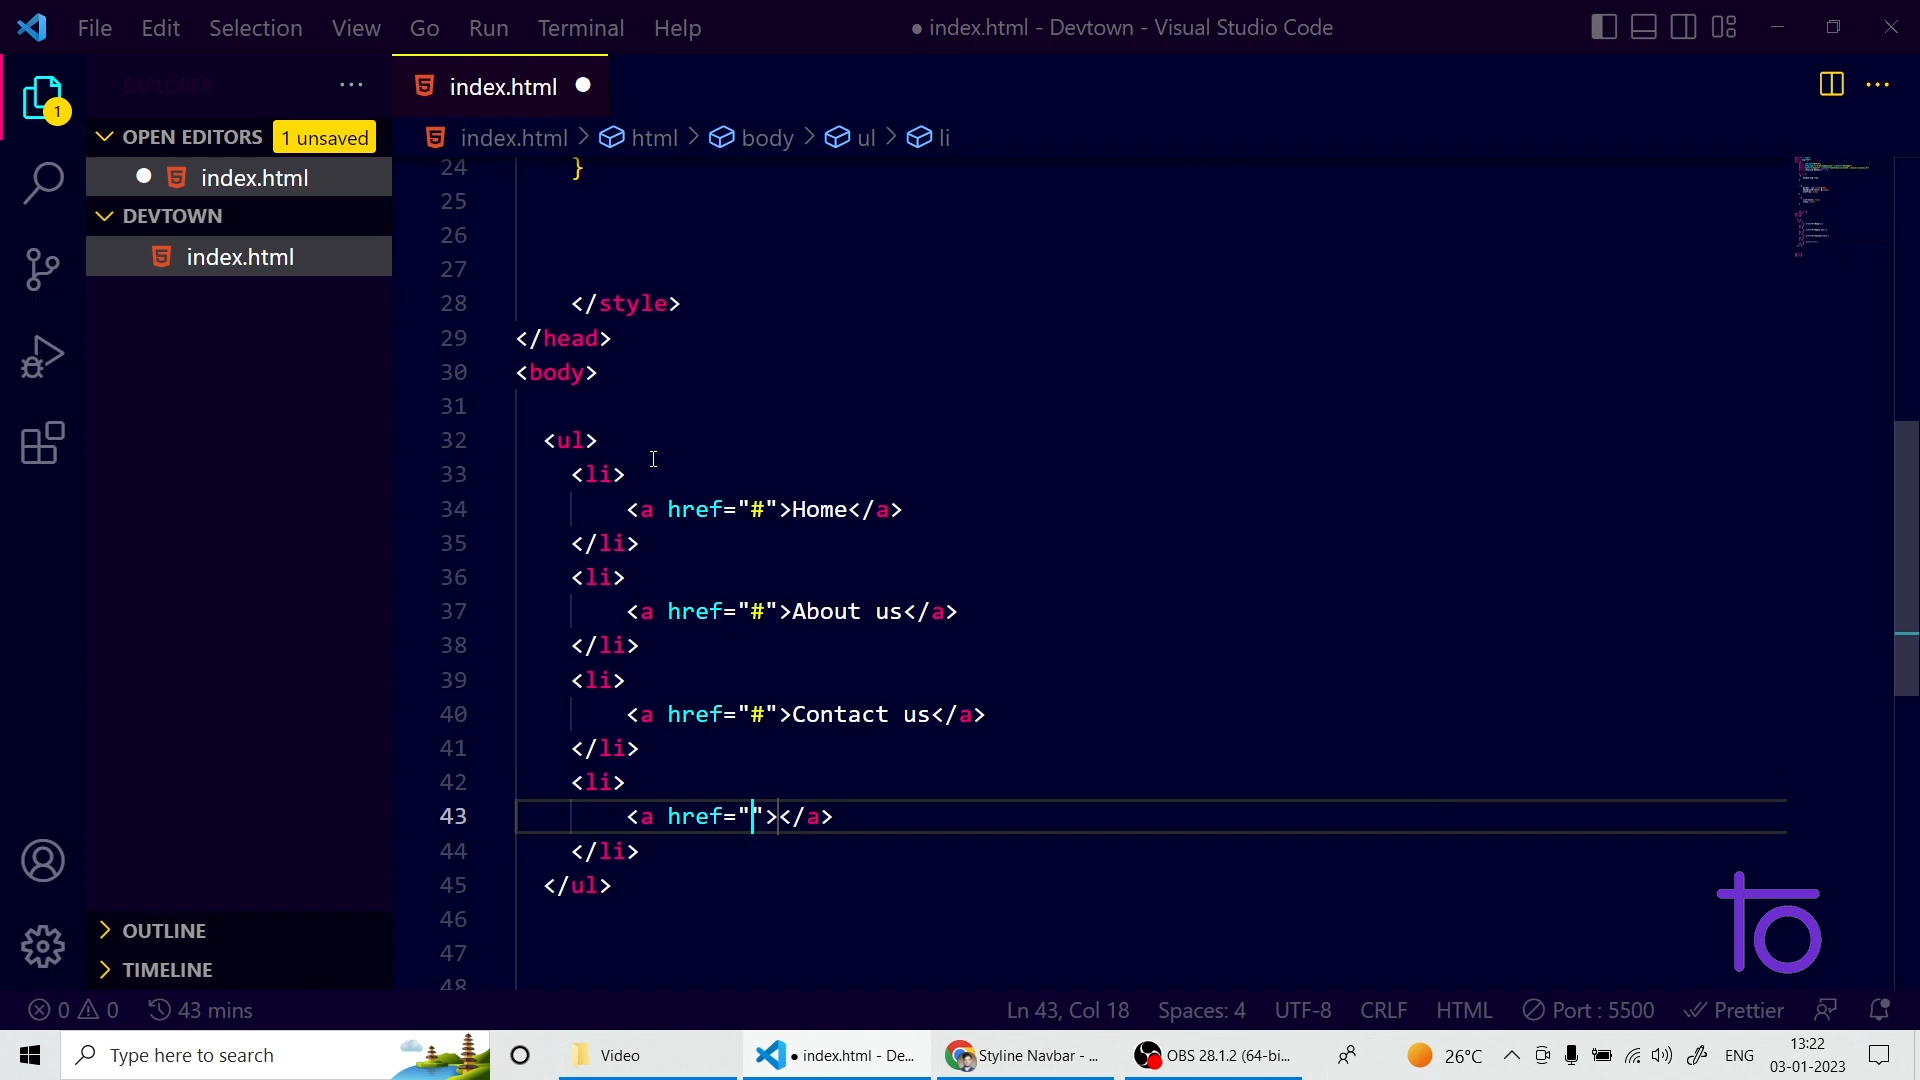 File Edit Selection View Go Run Terminal Help
● index.html - Devtown - Visual Studio Code
EXPLORER
index.html
1
OPEN EDITORS 1 unsaved
index.html > html > body > ul > li
index.html
DEVTOWN
index.html
24 }
25
26
27
28 </style>
29 </head>
30 <body>
31
32 <ul>
33 <li>
34 <a href="#">Home</a>
35 </li>
36 <li>
37 <a href="#">About us</a>
38 </li>
39 <li>
40 <a href="#">Contact us</a>
41 </li>
42 <li>
43 <a href=""></a>
44 </li>
45 </ul>
46
47
48
OUTLINE
TIMELINE
0 0 43 mins Ln 43, Col 18 Spaces: 4 UTF-8 CRLF HTML Port : 5500 Prettier
Type here to search Video ● index.html - De... Styline Navbar - ... OBS 28.1.2 (64-bi... 26°C ENG 13:22
03-01-2023